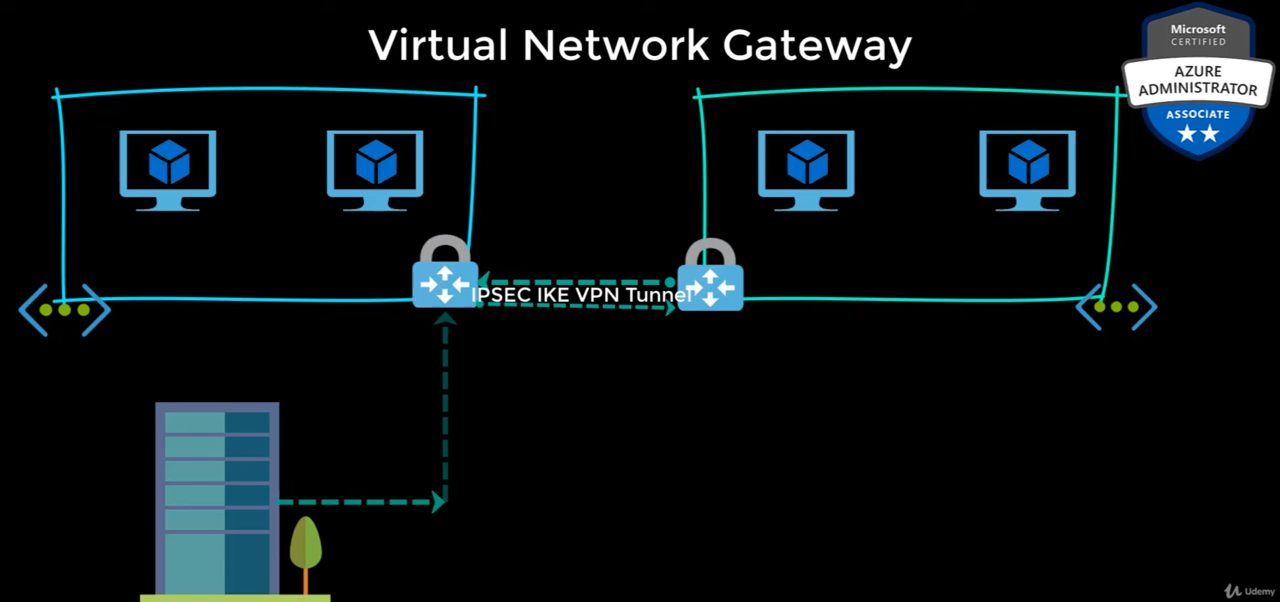 Virtual Network Gateway
Microsoft
CERTIFIED
AZURE
ADMINISTRATOR
ASSOCIATE
IPSEC IKE VPN Tunnel
Udemy